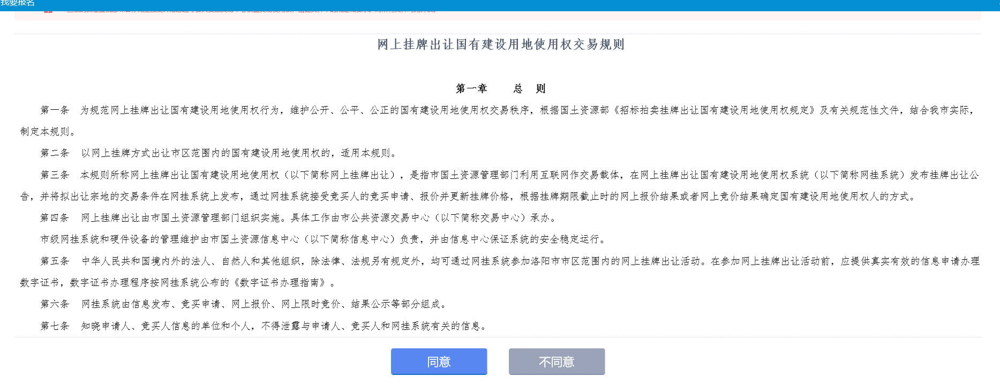 我要报名
网上挂牌出让国有建设用地使用权交易规则
第一章 总 则
第一条 为规范网上挂牌出让国有建设用地使用权行为，维护公开、公平、公正的国有建设用地使用权交易秩序，根据国土资源部《招标拍卖挂牌出让国有建设用地使用权规定》及有关规范性文件，结合我市实际，
制定本规则。
第二条 以网上挂牌方式出让市区范围内的国有建设用地使用权的，适用本规则。
第三条 本规则所称网上挂牌出让国有建设用地使用权（以下简称网上挂牌出让），是指市国土资源管理部门利用互联网作交易载体，在网上挂牌出让国有建设用地使用权系统（以下简称网挂系统）发布挂牌出让公
告，并将拟出让宗地的交易条件在网挂系统上发布，通过网挂系统接受竞买人的竞买申请、报价并更新挂牌价格，根据挂牌期限截止时的网上报价结果或者网上竞价结果确定国有建设用地使用权人的方式。
第四条 网上挂牌出让由市国土资源管理部门组织实施。具体工作由市公共资源交易中心（以下简称交易中心）承办。
市级网挂系统和硬件设备的管理维护由市国土资源信息中心（以下简称信息中心）负责，并由信息中心保证系统的安全稳定运行。
第五条 中华人民共和国境内外的法人、自然人和其他组织，除法律、法规另有规定外，均可通过网挂系统参加洛阳市市区范围内的网上挂牌出让活动。在参加网上挂牌出让活动前，应提供真实有效的信息申请办理
数字证书，数字证书办理程序按网挂系统公布的《数字证书办理指南》。
第六条 网挂系统由信息发布、竞买申请、网上报价、网上限时竞价、结果公示等部分组成。
第七条 知晓申请人、竞买人信息的单位和个人，不得泄露与申请人、竞买人和网挂系统有关的信息。
同意 不同意